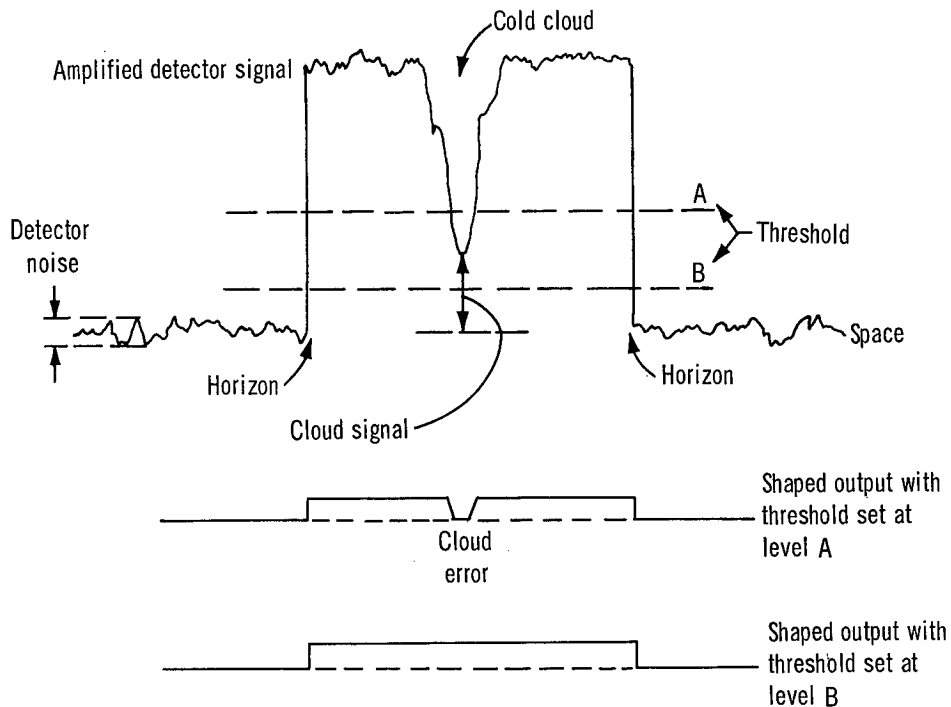 Cold cloud
Amplified detector signal
A
Detector
noise
Threshold
B
Space
Horizon
Horizon
Cloud signal
Shaped output with
threshold set at
level A
Cloud
error
Shaped output with
threshold set at
level B